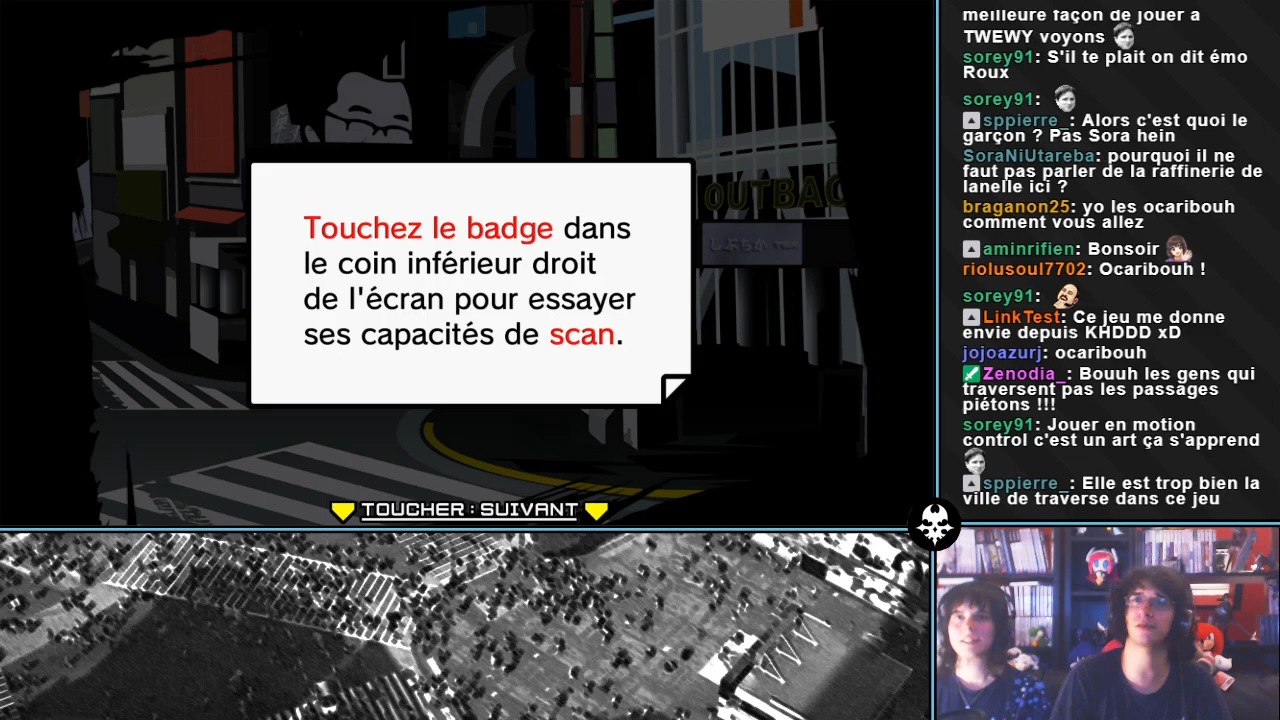 Touchez le badge dans
le coin inférieur droit
de l'écran pour essayer
ses capacités de scan.
TOUCHER : SUIVANT
OUTBAC
meilleure façon de jouer a
TWEWY voyons
sorey91: S'il te plait on dit émo
Roux
sorey91:
sppierre_: Alors c'est quoi le
garçon ? Pas Sora hein
SoraNiUtareba: pourquoi il ne
faut pas parler de la raffinerie de
lanelle ici ?
braganon25: yo les ocaribouh
comment vous allez
aminrifien: Bonsoir
riolusoul7702: Ocaribouh !
sorey91:
LinkTest: Ce jeu me donne
envie depuis KHDDD xD
jojoazurj: ocaribouh
Zenodia_: Bouuh les gens qui
traversent pas les passages
piétons !!!
sorey91: Jouer en motion
control c'est un art ça s'apprend
sppierre_: Elle est trop bien la
ville de traverse dans ce jeu